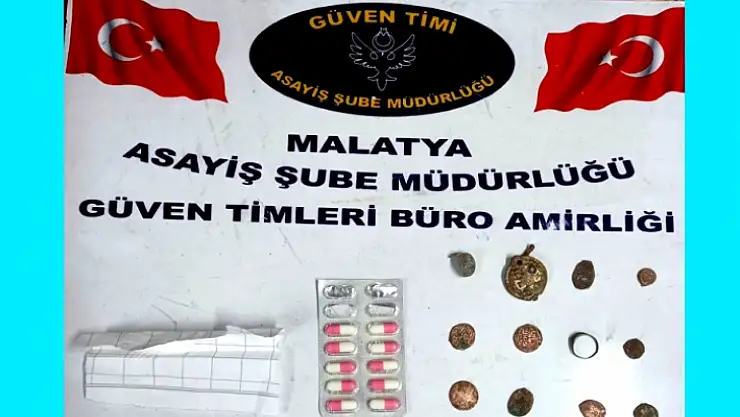 GÜVEN TİMİ
ASAYİŞ ŞUBE MÜDÜRLÜĞÜ
MALATYA
ASAYİŞ ŞUBE MÜDÜRLÜĞÜ
GÜVEN TİMLERİ BÜRO AMİRLİĞİ